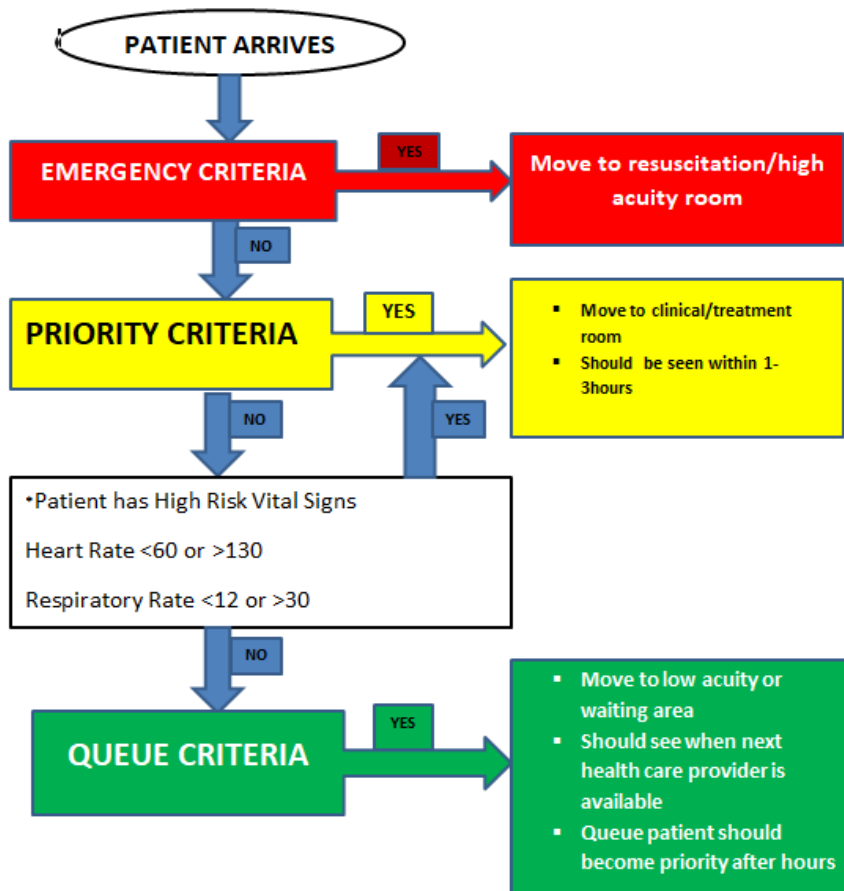 PATIENT ARRIVES
EMERGENCY CRITERIA
YES
Move to resuscitation/high
acuity room
NO
PRIORITY CRITERIA
YES
▪ Move to clinical/treatment
room
▪ Should be seen within 1-
3hours
NO
YES
•Patient has High Risk Vital Signs
Heart Rate <60 or >130
Respiratory Rate <12 or >30
NO
QUEUE CRITERIA
YES
▪ Move to low acuity or
waiting area
▪ Should see when next
health care provider is
available
▪ Queue patient should
become priority after hours